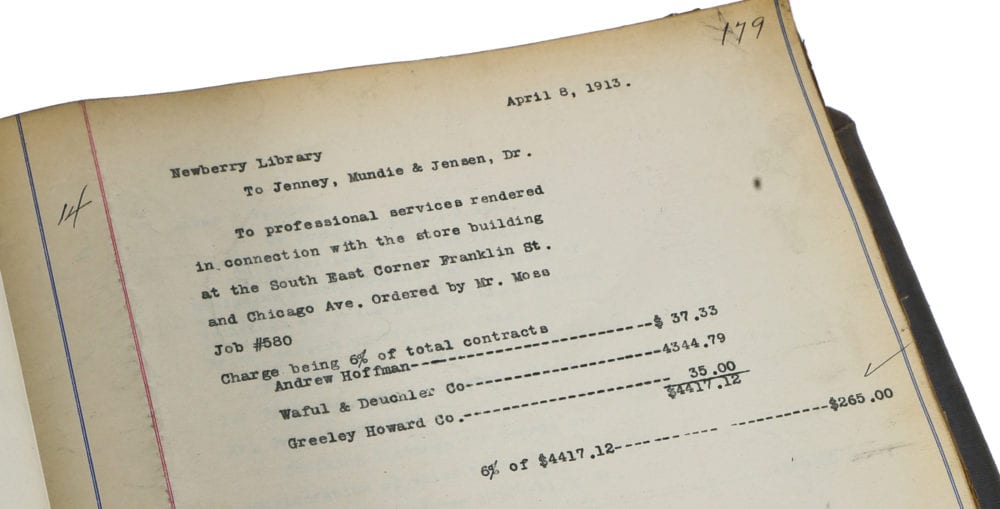 179
April 8, 1913.
Newberry Library
To Jenney, Mundie & Jensen, Dr.
14
To professional services rendered
in connection with the store building
at the South East Corner Franklin St.
and Chicago Ave. Ordered by Mr. Moss
Job #580
Charge being 6% of total contracts
Andrew Hoffman--------------------------$ 37.33
Waful & Deuchler Co---------------------4344.79
Greeley Howard Co.---------------------- 35.00
$4417.12
6% of $4417.12-------------------------$265.00